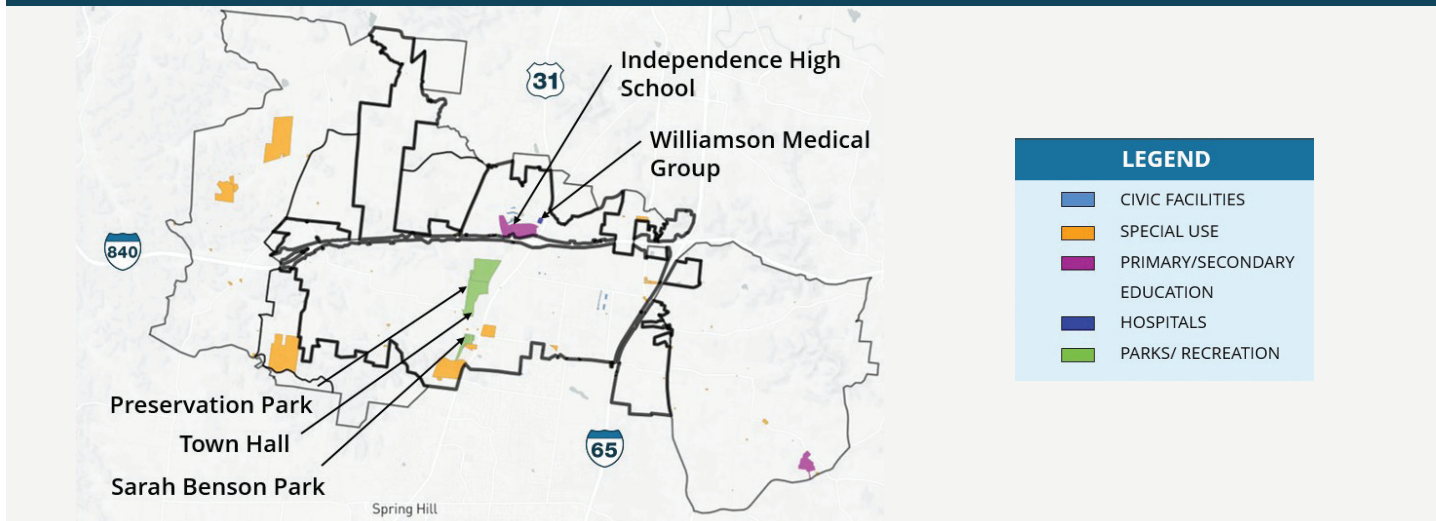 Independence High
School
31
Williamson Medical
Group
LEGEND
CIVIC FACILITIES
SPECIAL USE
PRIMARY/SECONDARY
EDUCATION
HOSPITALS
PARKS/ RECREATION
840
Preservation Park
Town Hall
65
Sarah Benson Park
Spring Hill